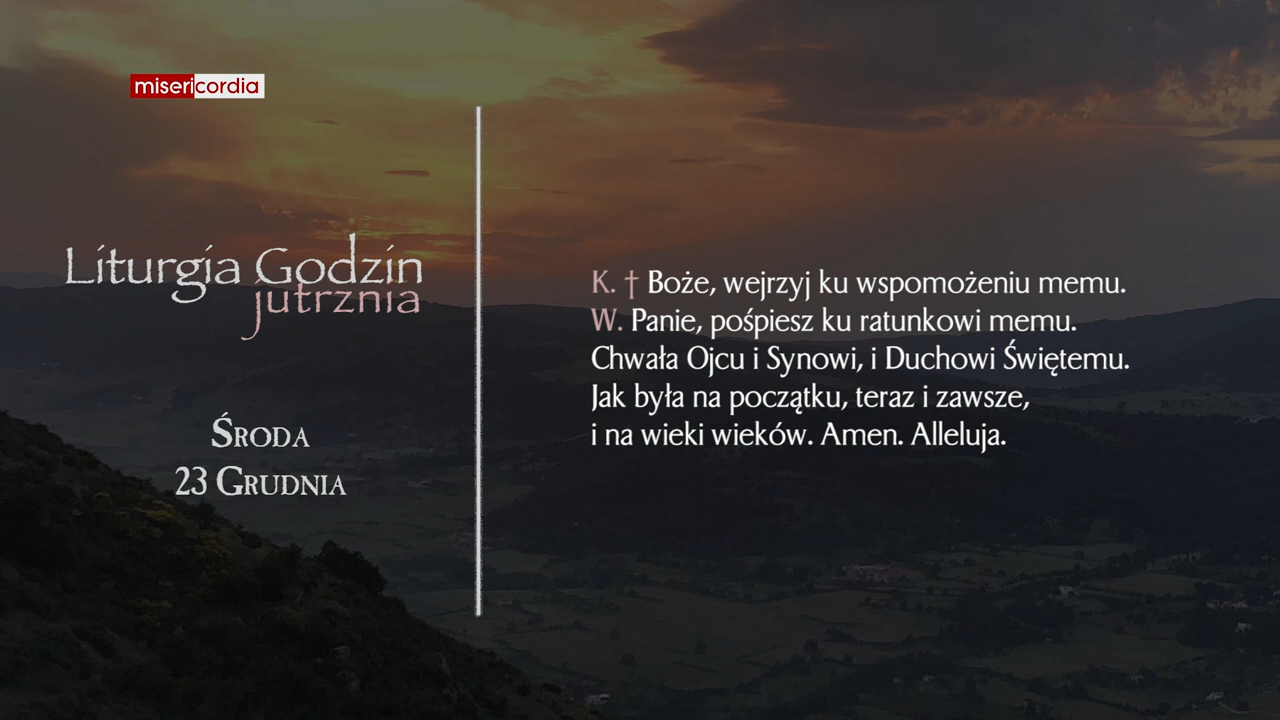 misericordia
Liturgia Godzin
jutrznia
Środa
23 Grudnia
K. † Boże, wejrzyj ku wspomożeniu memu.
W. Panie, pośpiesz ku ratunkowi memu.
Chwała Ojcu i Synowi, i Duchowi Świętemu.
Jak była na początku, teraz i zawsze,
i na wieki wieków. Amen. Alleluja.